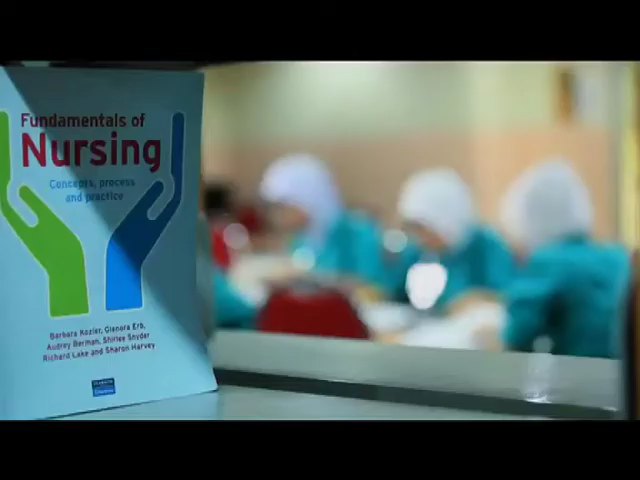 Fundamentals of
Nursing
Concepts, process
and practice
Barbara Kozier, Glenora Erb,
Audrey Berman, Shirlee Snyder
Richard Lake and Sharon Harvey